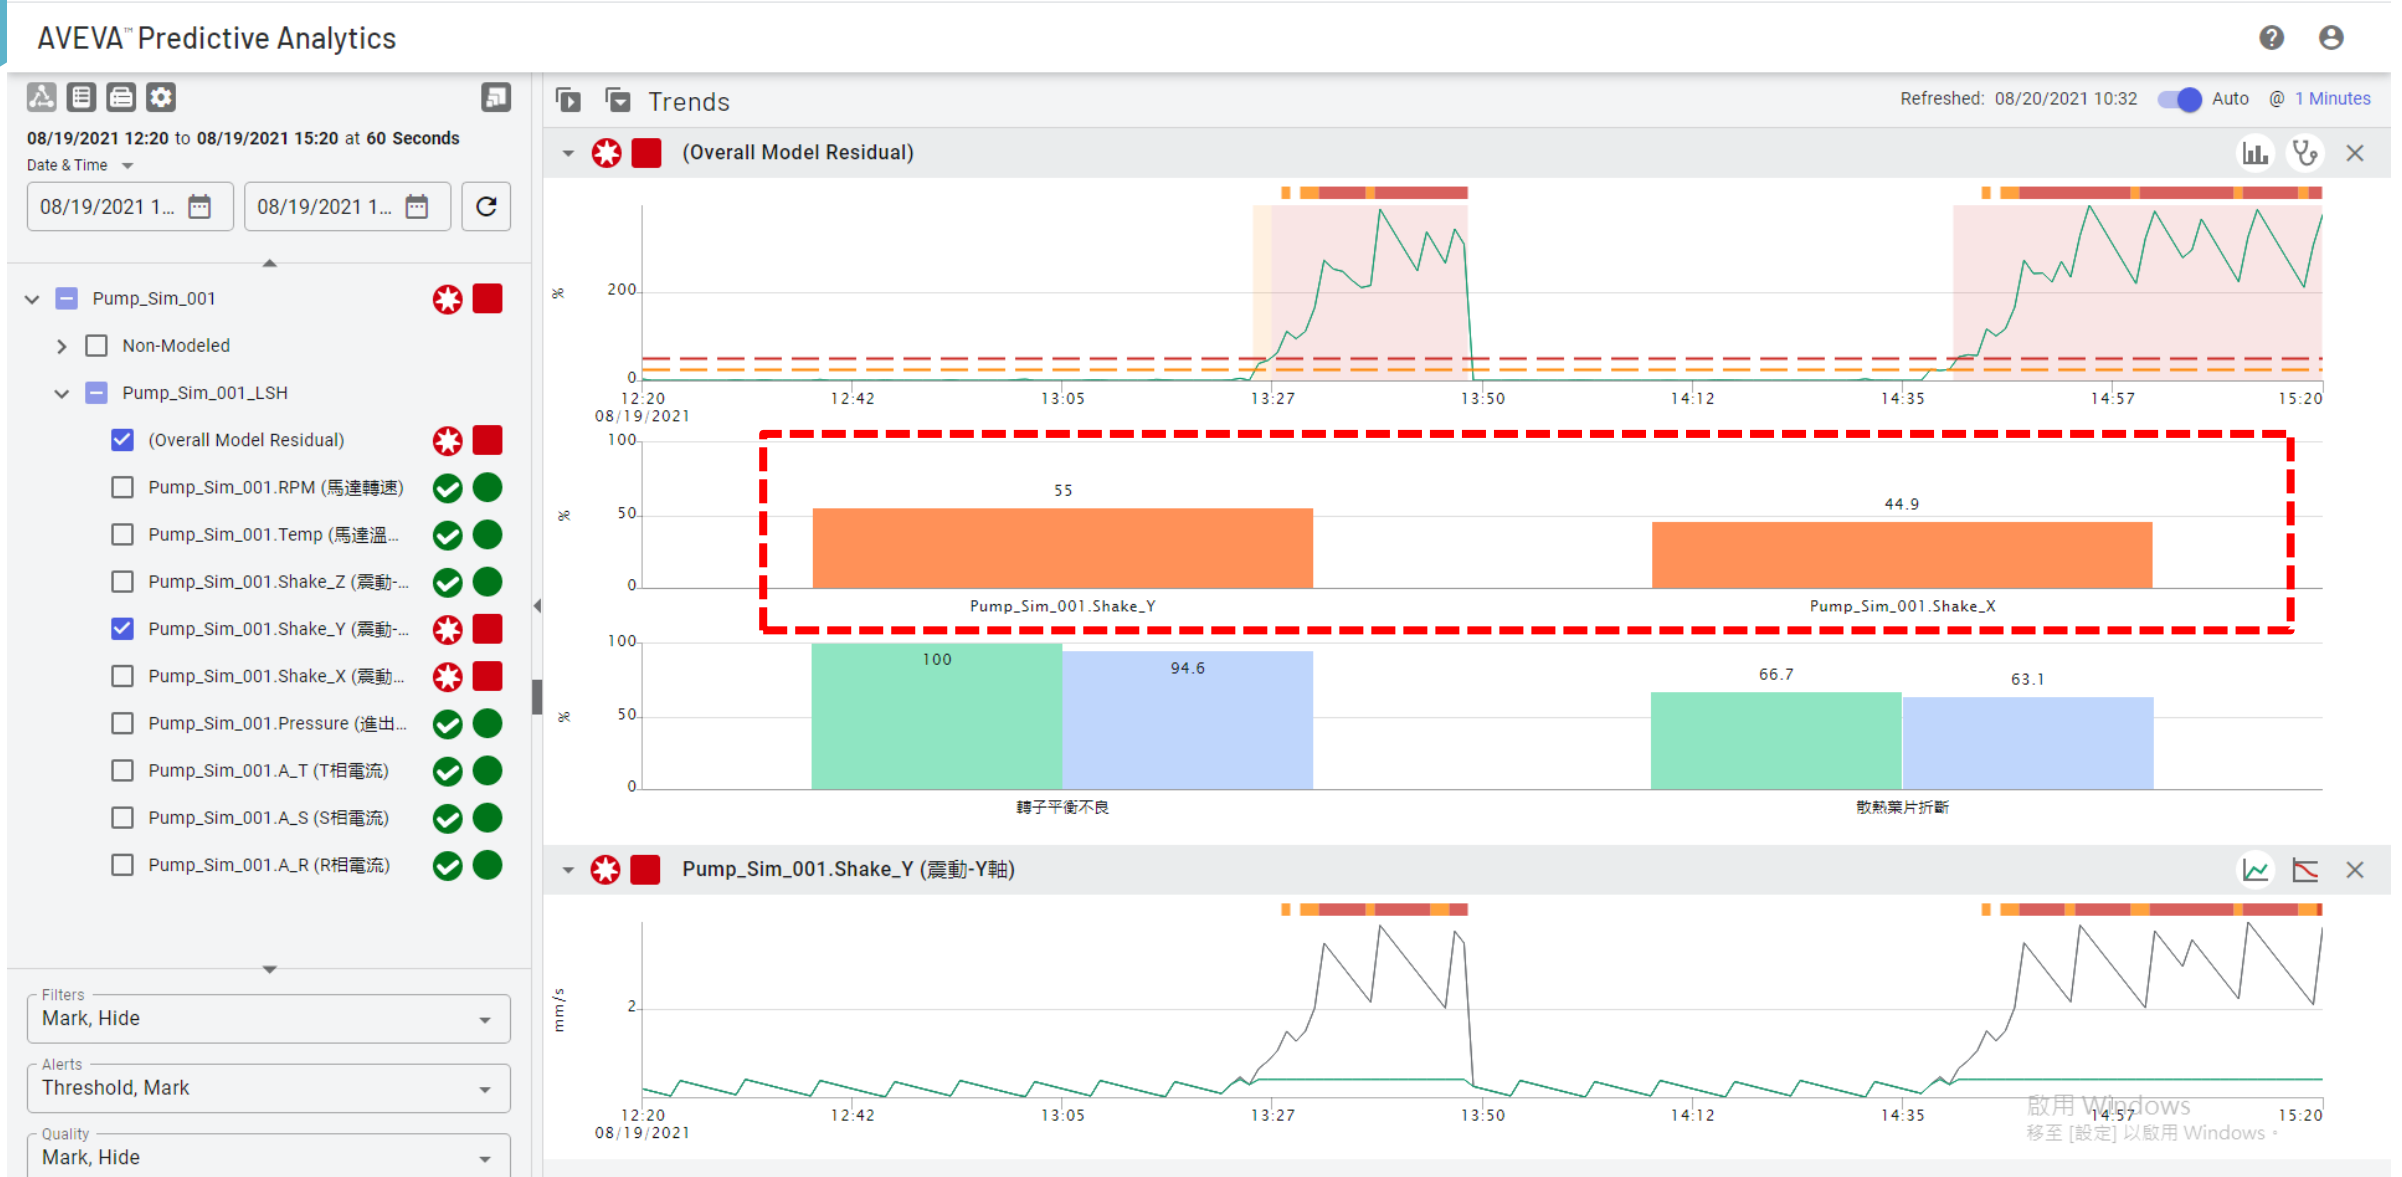 AVEVA™ Predictive Analytics
08/19/2021 12:20 to 08/19/2021 15:20 at 60 Seconds
Date & Time
08/19/2021 1...
08/19/2021 1...
Pump_Sim_001
Non-Modeled
Pump_Sim_001_LSH
(Overall Model Residual)
Pump_Sim_001.RPM (馬達轉速)
Pump_Sim_001.Temp (馬達溫...
Pump_Sim_001.Shake_Z (震動-...
Pump_Sim_001.Shake_Y (震動-...
Pump_Sim_001.Shake_X (震動...
Pump_Sim_001.Pressure (進出...
Pump_Sim_001.A_T (T相電流)
Pump_Sim_001.A_S (S相電流)
Pump_Sim_001.A_R (R相電流)
Filters
Mark, Hide
Alerts
Threshold, Mark
Quality
Mark, Hide
Trends
Refreshed: 08/20/2021 10:32 Auto @ 1 Minutes
(Overall Model Residual)
%
200
0
12:20 12:42 13:05 13:27 13:50 14:12 14:35 14:57 15:20
08/19/2021
100
%
50
0
55
44.9
Pump_Sim_001.Shake_Y
Pump_Sim_001.Shake_X
100
%
50
0
100
94.6
66.7
63.1
轉子平衡不良
散熱葉片折斷
Pump_Sim_001.Shake_Y (震動-Y軸)
mm/s
2
12:20 12:42 13:05 13:27 13:50 14:12 14:35 14:57 15:20
08/19/2021
啟用 Windows
移至 [設定] 以啟用 Windows。